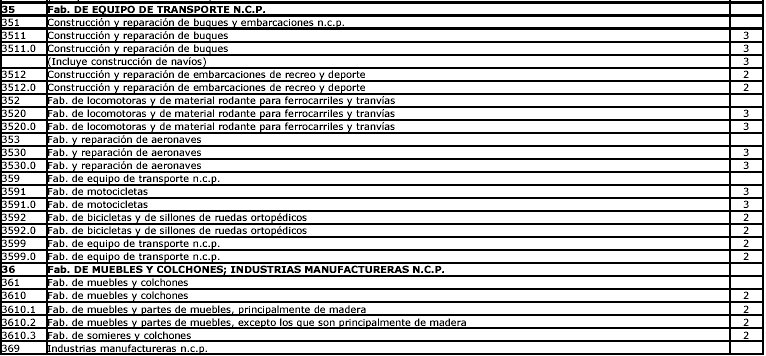 35 Fab. DE EQUIPO DE TRANSPORTE N.C.P.
351 Construcción y reparación de buques y embarcaciones n.c.p.
3511 Construcción y reparación de buques 3
3511.0 Construcción y reparación de buques 3
(Incluye construcción de navíos) 3
3512 Construcción y reparación de embarcaciones de recreo y deporte 2
3512.0 Construcción y reparación de embarcaciones de recreo y deporte 2
352 Fab. de locomotoras y de material rodante para ferrocarriles y tranvías
3520 Fab. de locomotoras y de material rodante para ferrocarriles y tranvías 3
3520.0 Fab. de locomotoras y de material rodante para ferrocarriles y tranvías 3
353 Fab. y reparación de aeronaves
3530 Fab. y reparación de aeronaves 3
3530.0 Fab. y reparación de aeronaves 3
359 Fab. de equipo de transporte n.c.p.
3591 Fab. de motocicletas 3
3591.0 Fab. de motocicletas 3
3592 Fab. de bicicletas y de sillones de ruedas ortopédicos 2
3592.0 Fab. de bicicletas y de sillones de ruedas ortopédicos 2
3599 Fab. de equipo de transporte n.c.p. 2
3599.0 Fab. de equipo de transporte n.c.p. 2
36 Fab. DE MUEBLES Y COLCHONES; INDUSTRIAS MANUFACTURERAS N.C.P.
361 Fab. de muebles y colchones
3610 Fab. de muebles y colchones 2
3610.1 Fab. de muebles y partes de muebles, principalmente de madera 2
3610.2 Fab. de muebles y partes de muebles, excepto los que son principalmente de madera 2
3610.3 Fab. de somieres y colchones 2
369 Industrias manufactureras n.c.p.